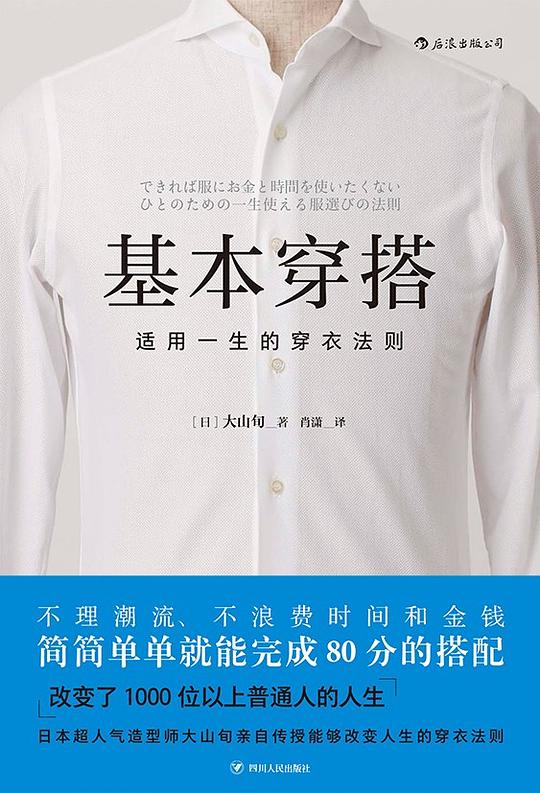 后浪出版公司
できれば服にお金と時間を使いたくない
ひとのための一生使える服選びの法則
基本穿搭
适用一生的穿衣法则
［日］大山旬__著 肖潇__译
不理潮流、不浪费时间和金钱
简简单单就能完成 80 分的搭配
改变了 1000 位以上普通人的人生
日本超人气造型师大山旬亲自传授能够改变人生的穿衣法则
四川人民出版社